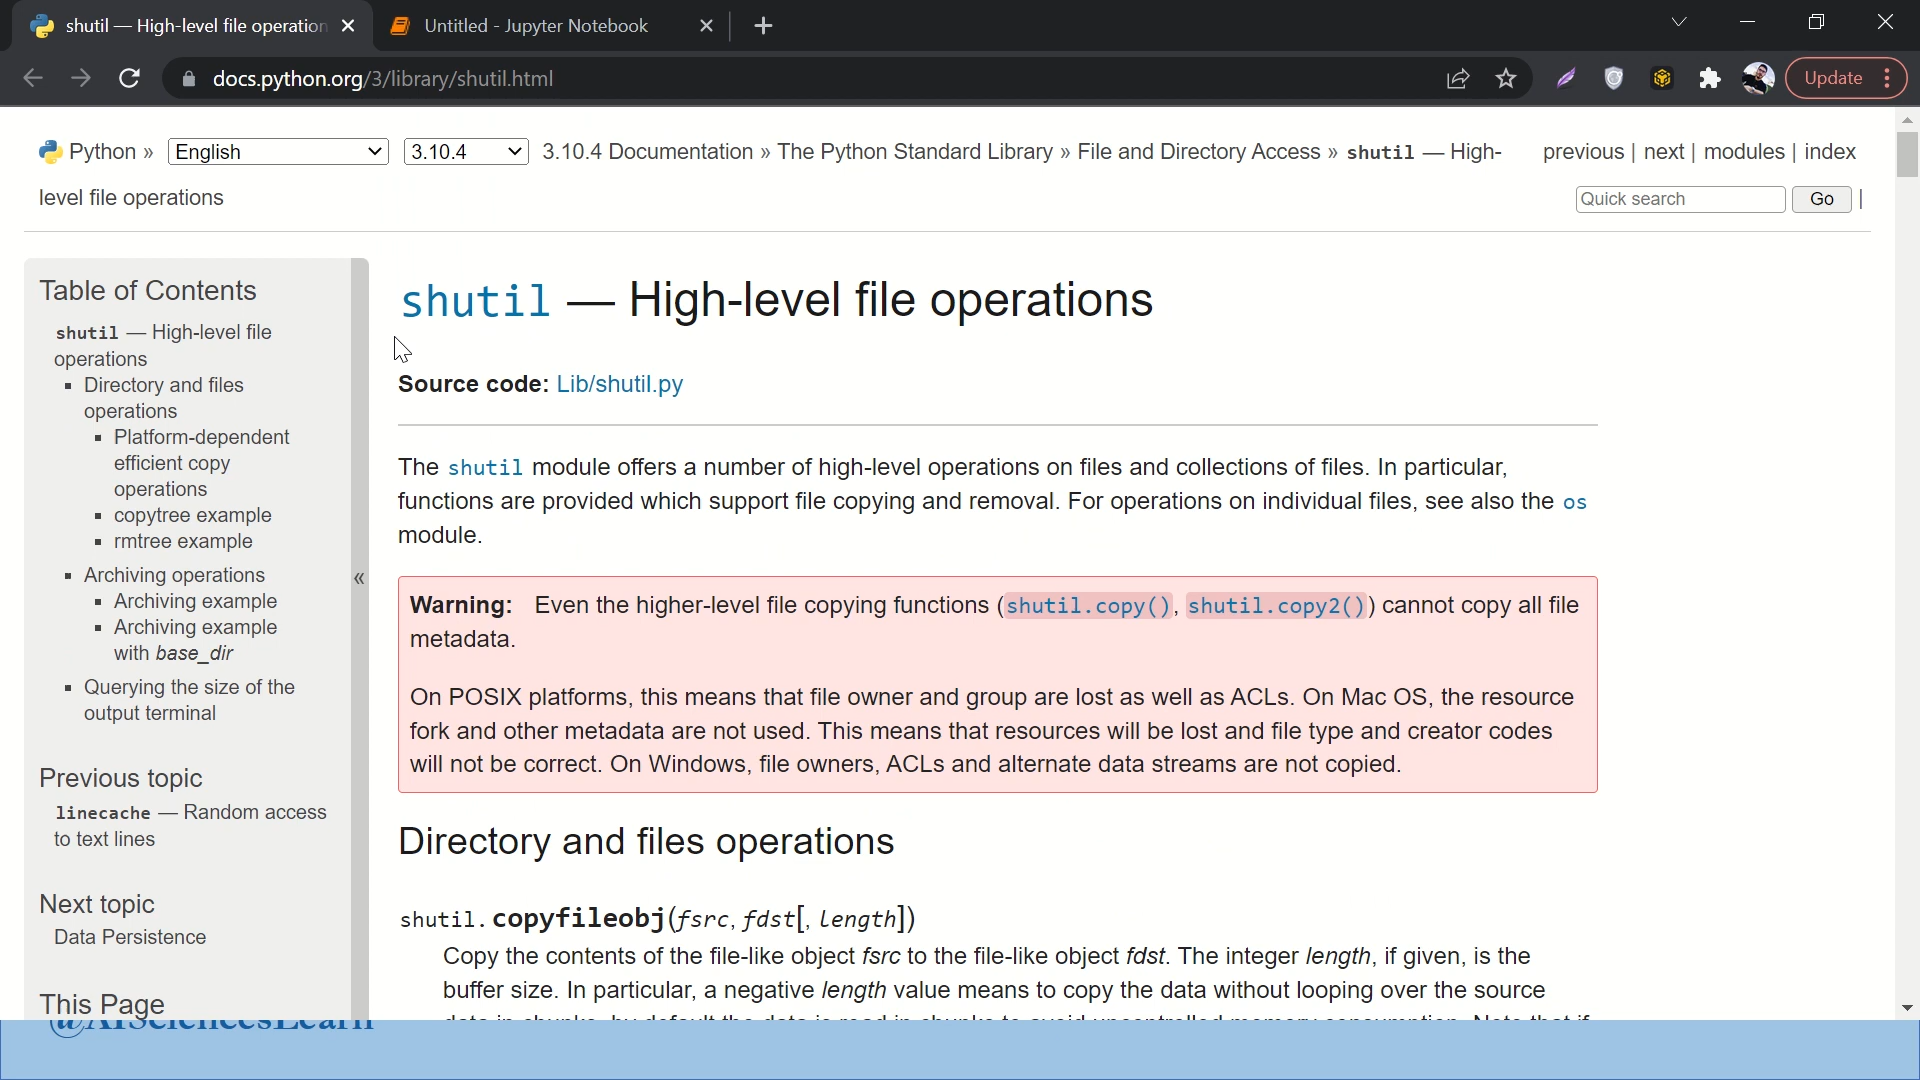 shutil — High-level file operation
Untitled - Jupyter Notebook
docs.python.org/3/library/shutil.html
Update
Python » English 3.10.4 3.10.4 Documentation » The Python Standard Library » File and Directory Access » shutil — High-
level file operations
previous | next | modules | index
Quick search Go |
Table of Contents
shutil — High-level file
operations
Directory and files
operations
Platform-dependent
efficient copy
operations
copytree example
rmtree example
Archiving operations
Archiving example
Archiving example
with base_dir
Querying the size of the
output terminal
Previous topic
linecache — Random access
to text lines
Next topic
Data Persistence
This Page
«
shutil — High-level file operations
Source code: Lib/shutil.py
The shutil module offers a number of high-level operations on files and collections of files. In particular,
functions are provided which support file copying and removal. For operations on individual files, see also the os
module.
Warning: Even the higher-level file copying functions (shutil.copy(), shutil.copy2()) cannot copy all file
metadata.
On POSIX platforms, this means that file owner and group are lost as well as ACLs. On Mac OS, the resource
fork and other metadata are not used. This means that resources will be lost and file type and creator codes
will not be correct. On Windows, file owners, ACLs and alternate data streams are not copied.
Directory and files operations
shutil.copyfileobj(fsrc, fdst[, length])
Copy the contents of the file-like object fsrc to the file-like object fdst. The integer length, if given, is the
buffer size. In particular, a negative length value means to copy the data without looping over the source
@AISciencesLearn